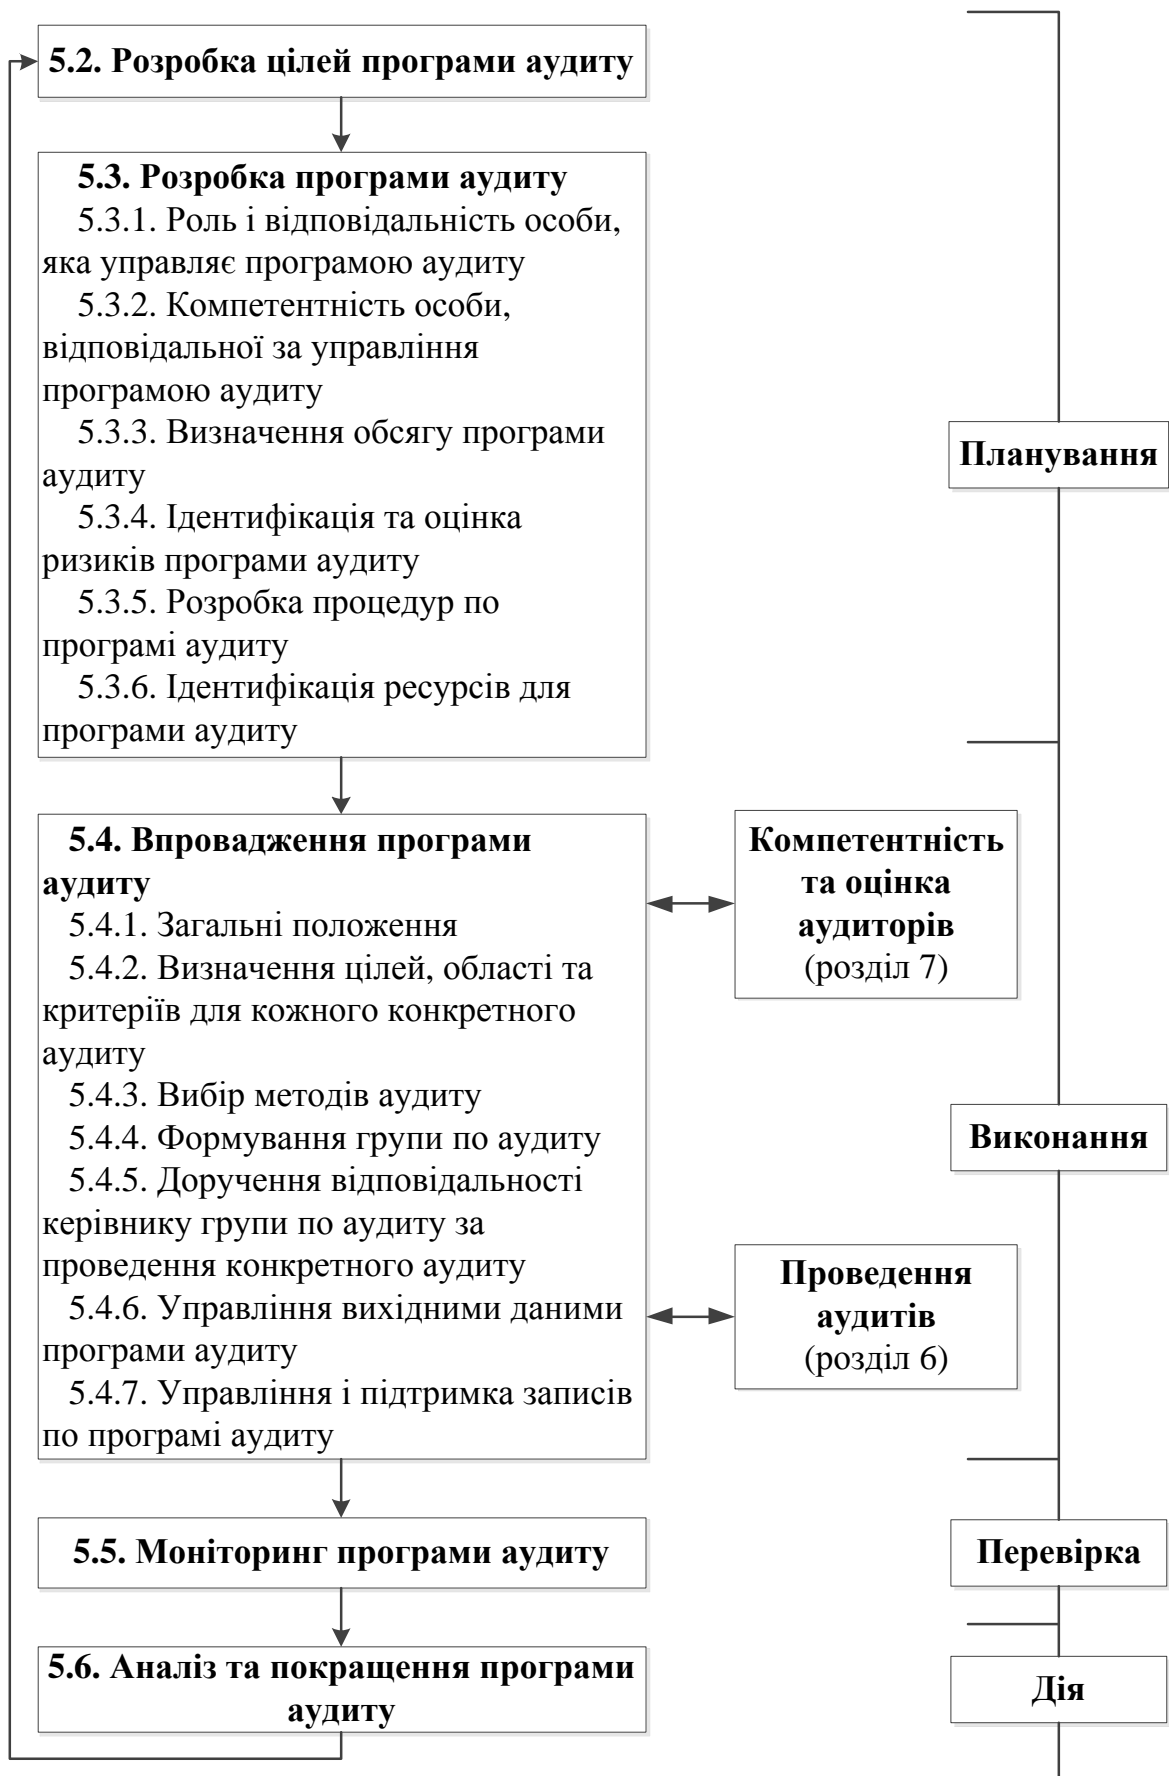 5.2. Розробка цілей програми аудиту
5.3. Розробка програми аудиту
5.3.1. Роль і відповідальність особи,
яка управляє програмою аудиту
5.3.2. Компетентність особи,
відповідальної за управління
програмою аудиту
5.3.3. Визначення обсягу програми
аудиту
5.3.4. Ідентифікація та оцінка
ризиків програми аудиту
5.3.5. Розробка процедур по
програмі аудиту
5.3.6. Ідентифікація ресурсів для
програми аудиту
Планування
5.4. Впровадження програми
аудиту
5.4.1. Загальні положення
5.4.2. Визначення цілей, області та
критеріїв для кожного конкретного
аудиту
5.4.3. Вибір методів аудиту
5.4.4. Формування групи по аудиту
5.4.5. Доручення відповідальності
керівнику групи по аудиту за
проведення конкретного аудиту
5.4.6. Управління вихідними даними
програми аудиту
5.4.7. Управління і підтримка записів
по програмі аудиту
Компетентність
та оцінка
аудиторів
(розділ 7)
Проведення
аудитів
(розділ 6)
Виконання
5.5. Моніторинг програми аудиту
Перевірка
5.6. Аналіз та покращення програми
аудиту
Дія